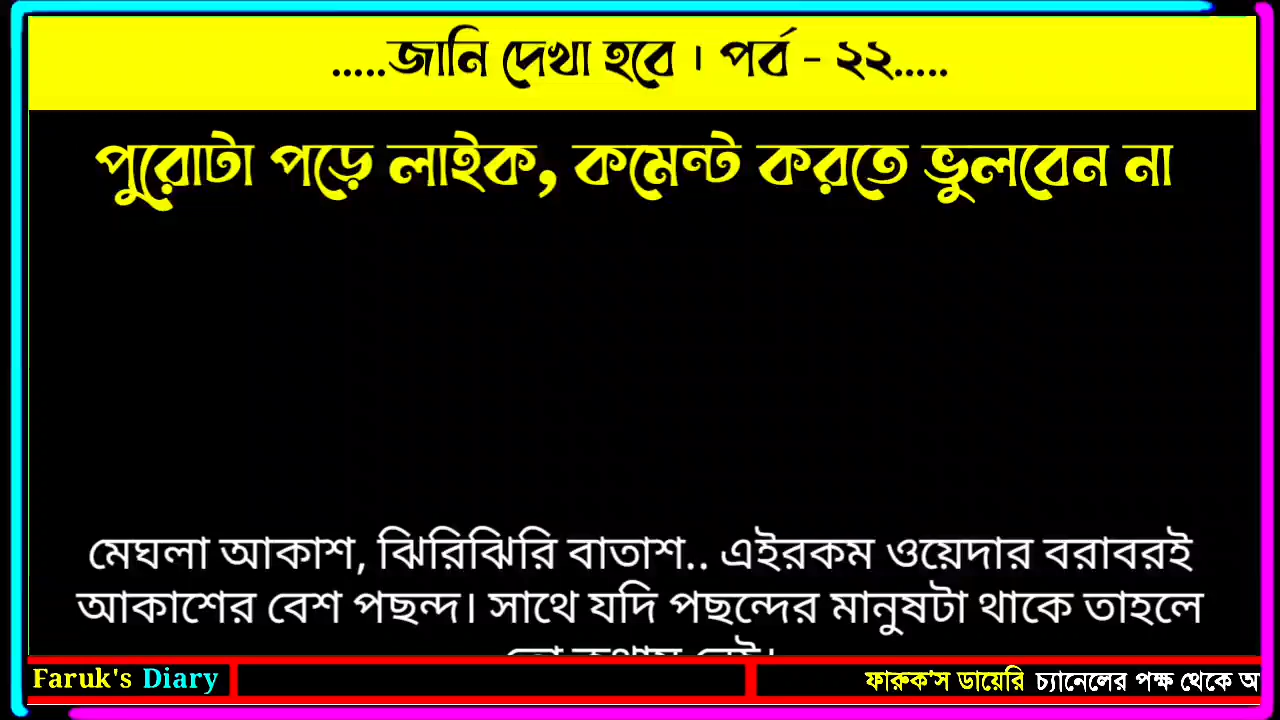 .....জানি দেখা হবে । পর্ব - ২২.....
পুরোটা পড়ে লাইক, কমেন্ট করতে ভুলবেন না
মেঘলা আকাশ, ঝিরিঝিরি বাতাশ.. এইরকম ওয়েদার বরাবরই
আকাশের বেশ পছন্দ। সাথে যদি পছন্দের মানুষটা থাকে তাহলে
Faruk's Diary
ফারুক'স ডায়েরি চ্যানেলের পক্ষ থেকে অ